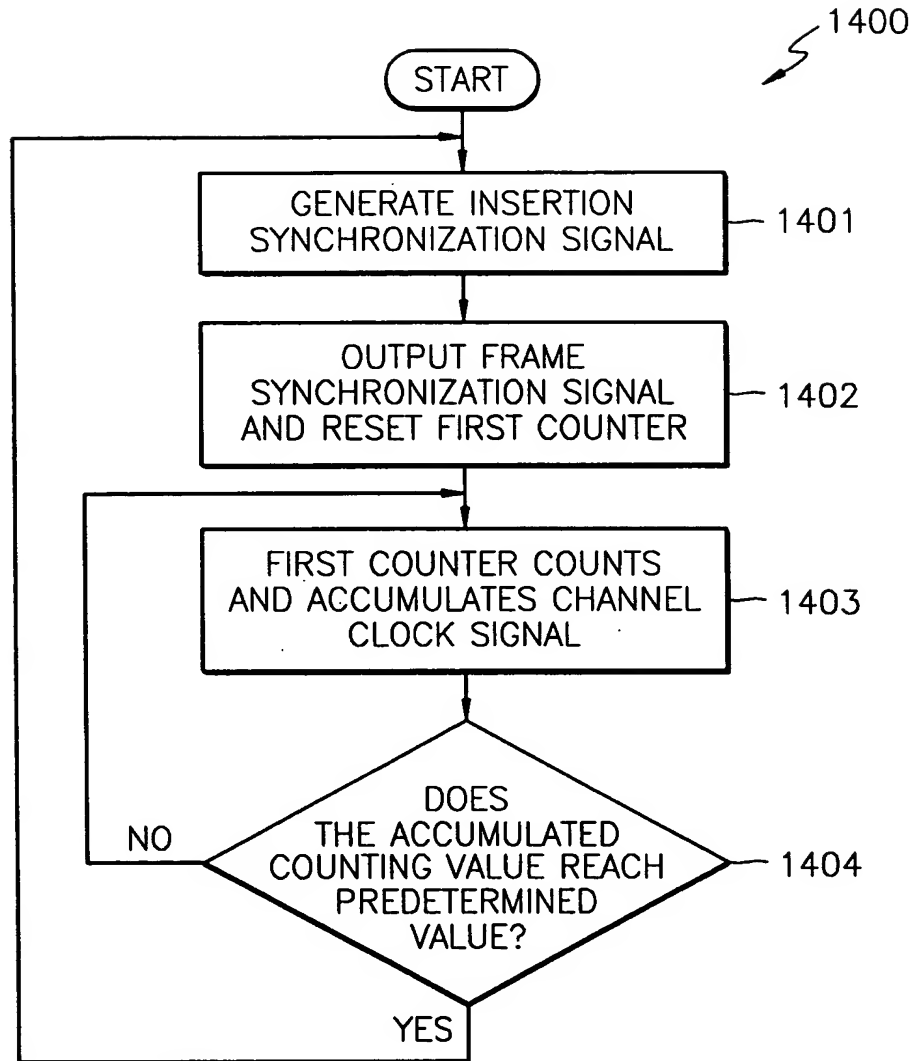 1400
START
GENERATE INSERTION
SYNCHRONIZATION SIGNAL
1401
OUTPUT FRAME
SYNCHRONIZATION SIGNAL
AND RESET FIRST COUNTER
1402
FIRST COUNTER COUNTS
AND ACCUMULATES CHANNEL
CLOCK SIGNAL
1403
DOES
THE ACCUMULATED
COUNTING VALUE REACH
PREDETERMINED
VALUE?
1404
NO
YES